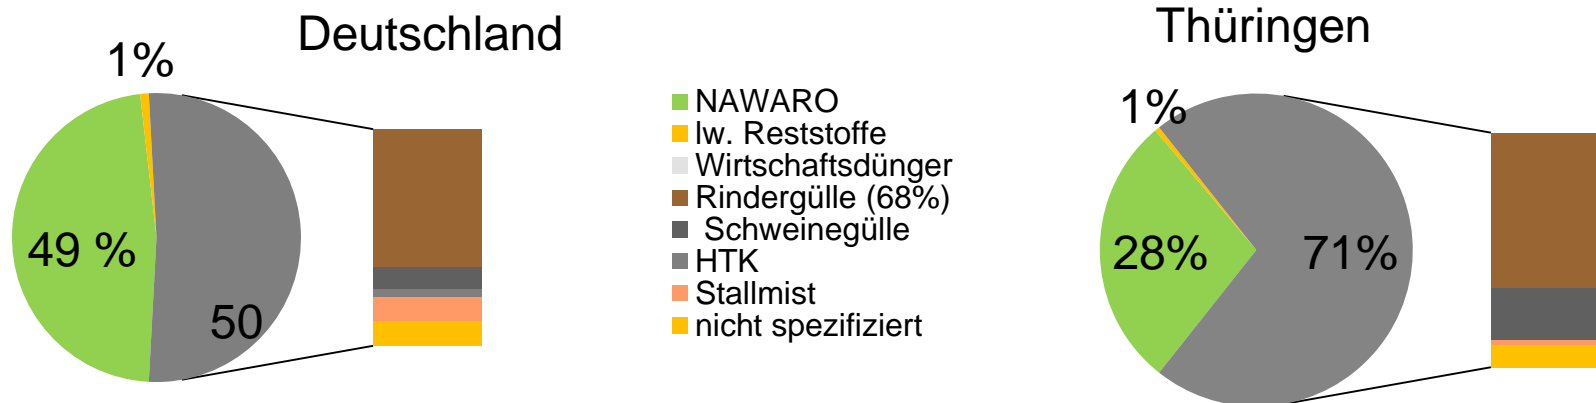 Deutschland
1%
49 %
50
NAWARO
lw. Reststoffe
Wirtschaftsdünger
Rindergülle (68%)
Schweinegülle
HTK
Stallmist
nicht spezifiziert
Thüringen
1%
28%
71%